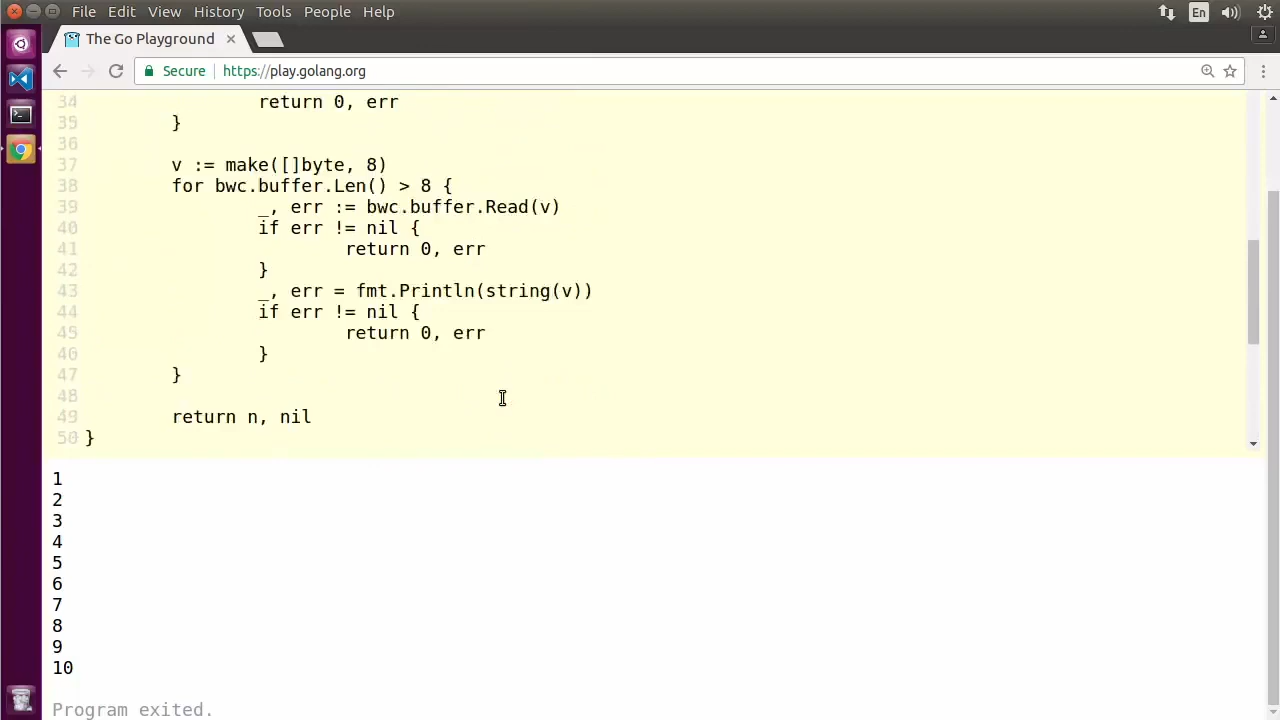 File Edit View History Tools People Help
En
The Go Playground
Secure https://play.golang.org
34 return 0, err
35 }
36
37 v := make([]byte, 8)
38 for bwc.buffer.Len() > 8 {
39 _, err := bwc.buffer.Read(v)
40 if err != nil {
41 return 0, err
42 }
43 _, err = fmt.Println(string(v))
44 if err != nil {
45 return 0, err
46 }
47 }
48
49 return n, nil
50 }
1
2
3
4
5
6
7
8
9
10
Program exited.